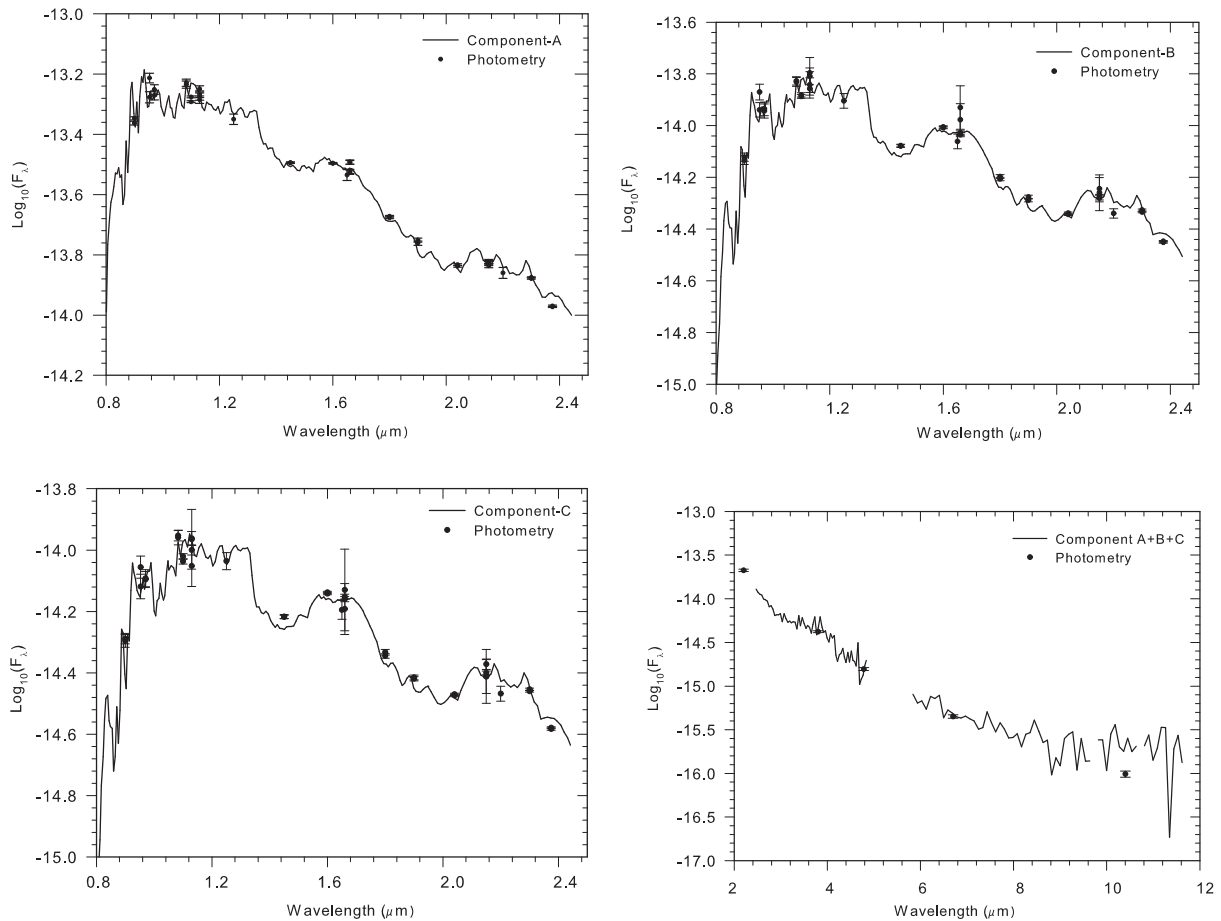 -13.0
-13.2
-13.4
-13.6
-13.8
-14.0
-14.2
Log10(Fλ)
Component-A
Photometry
0.8 1.2 1.6 2.0 2.4
Wavelength (μm)
-13.6
-13.8
-14.0
-14.2
-14.4
-14.6
-14.8
-15.0
Log10(Fλ)
Component-B
Photometry
0.8 1.2 1.6 2.0 2.4
Wavelength (μm)
-13.8
-14.0
-14.2
-14.4
-14.6
-14.8
-15.0
Log10(Fλ)
Component-C
Photometry
0.8 1.2 1.6 2.0 2.4
Wavelength (μm)
-13.0
-13.5
-14.0
-14.5
-15.0
-15.5
-16.0
-16.5
-17.0
Log10(Fλ)
Component A+B+C
Photometry
2 4 6 8 10 12
Wavelength (μm)